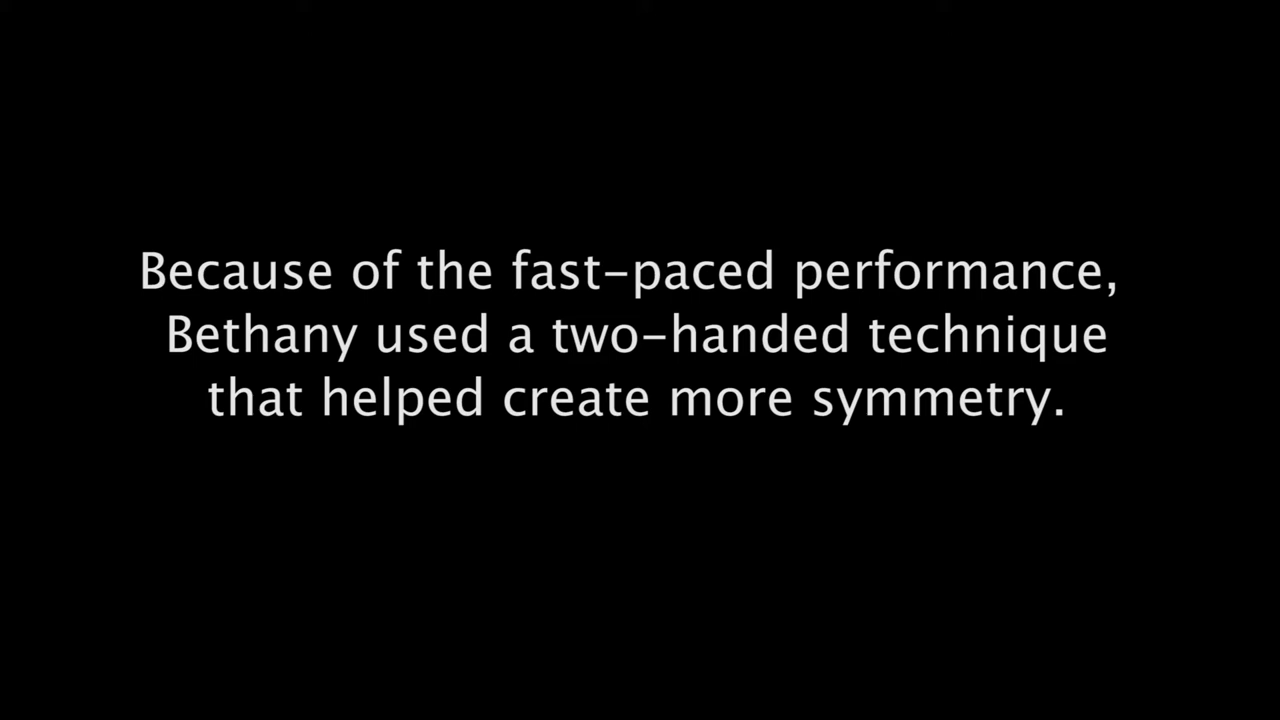 Because of the fast-paced performance,
Bethany used a two-handed technique
that helped create more symmetry.